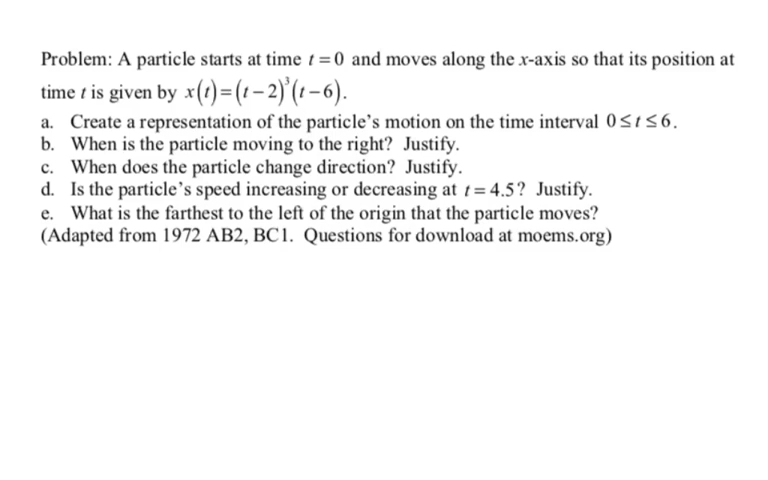 Problem: A particle starts at time t = 0 and moves along the x-axis so that its position at
time t is given by x(t)=(t−2)³(t−6).
a. Create a representation of the particle's motion on the time interval 0≤t≤6.
b. When is the particle moving to the right? Justify.
c. When does the particle change direction? Justify.
d. Is the particle's speed increasing or decreasing at t = 4.5? Justify.
e. What is the farthest to the left of the origin that the particle moves?
(Adapted from 1972 AB2, BC1. Questions for download at moems.org)